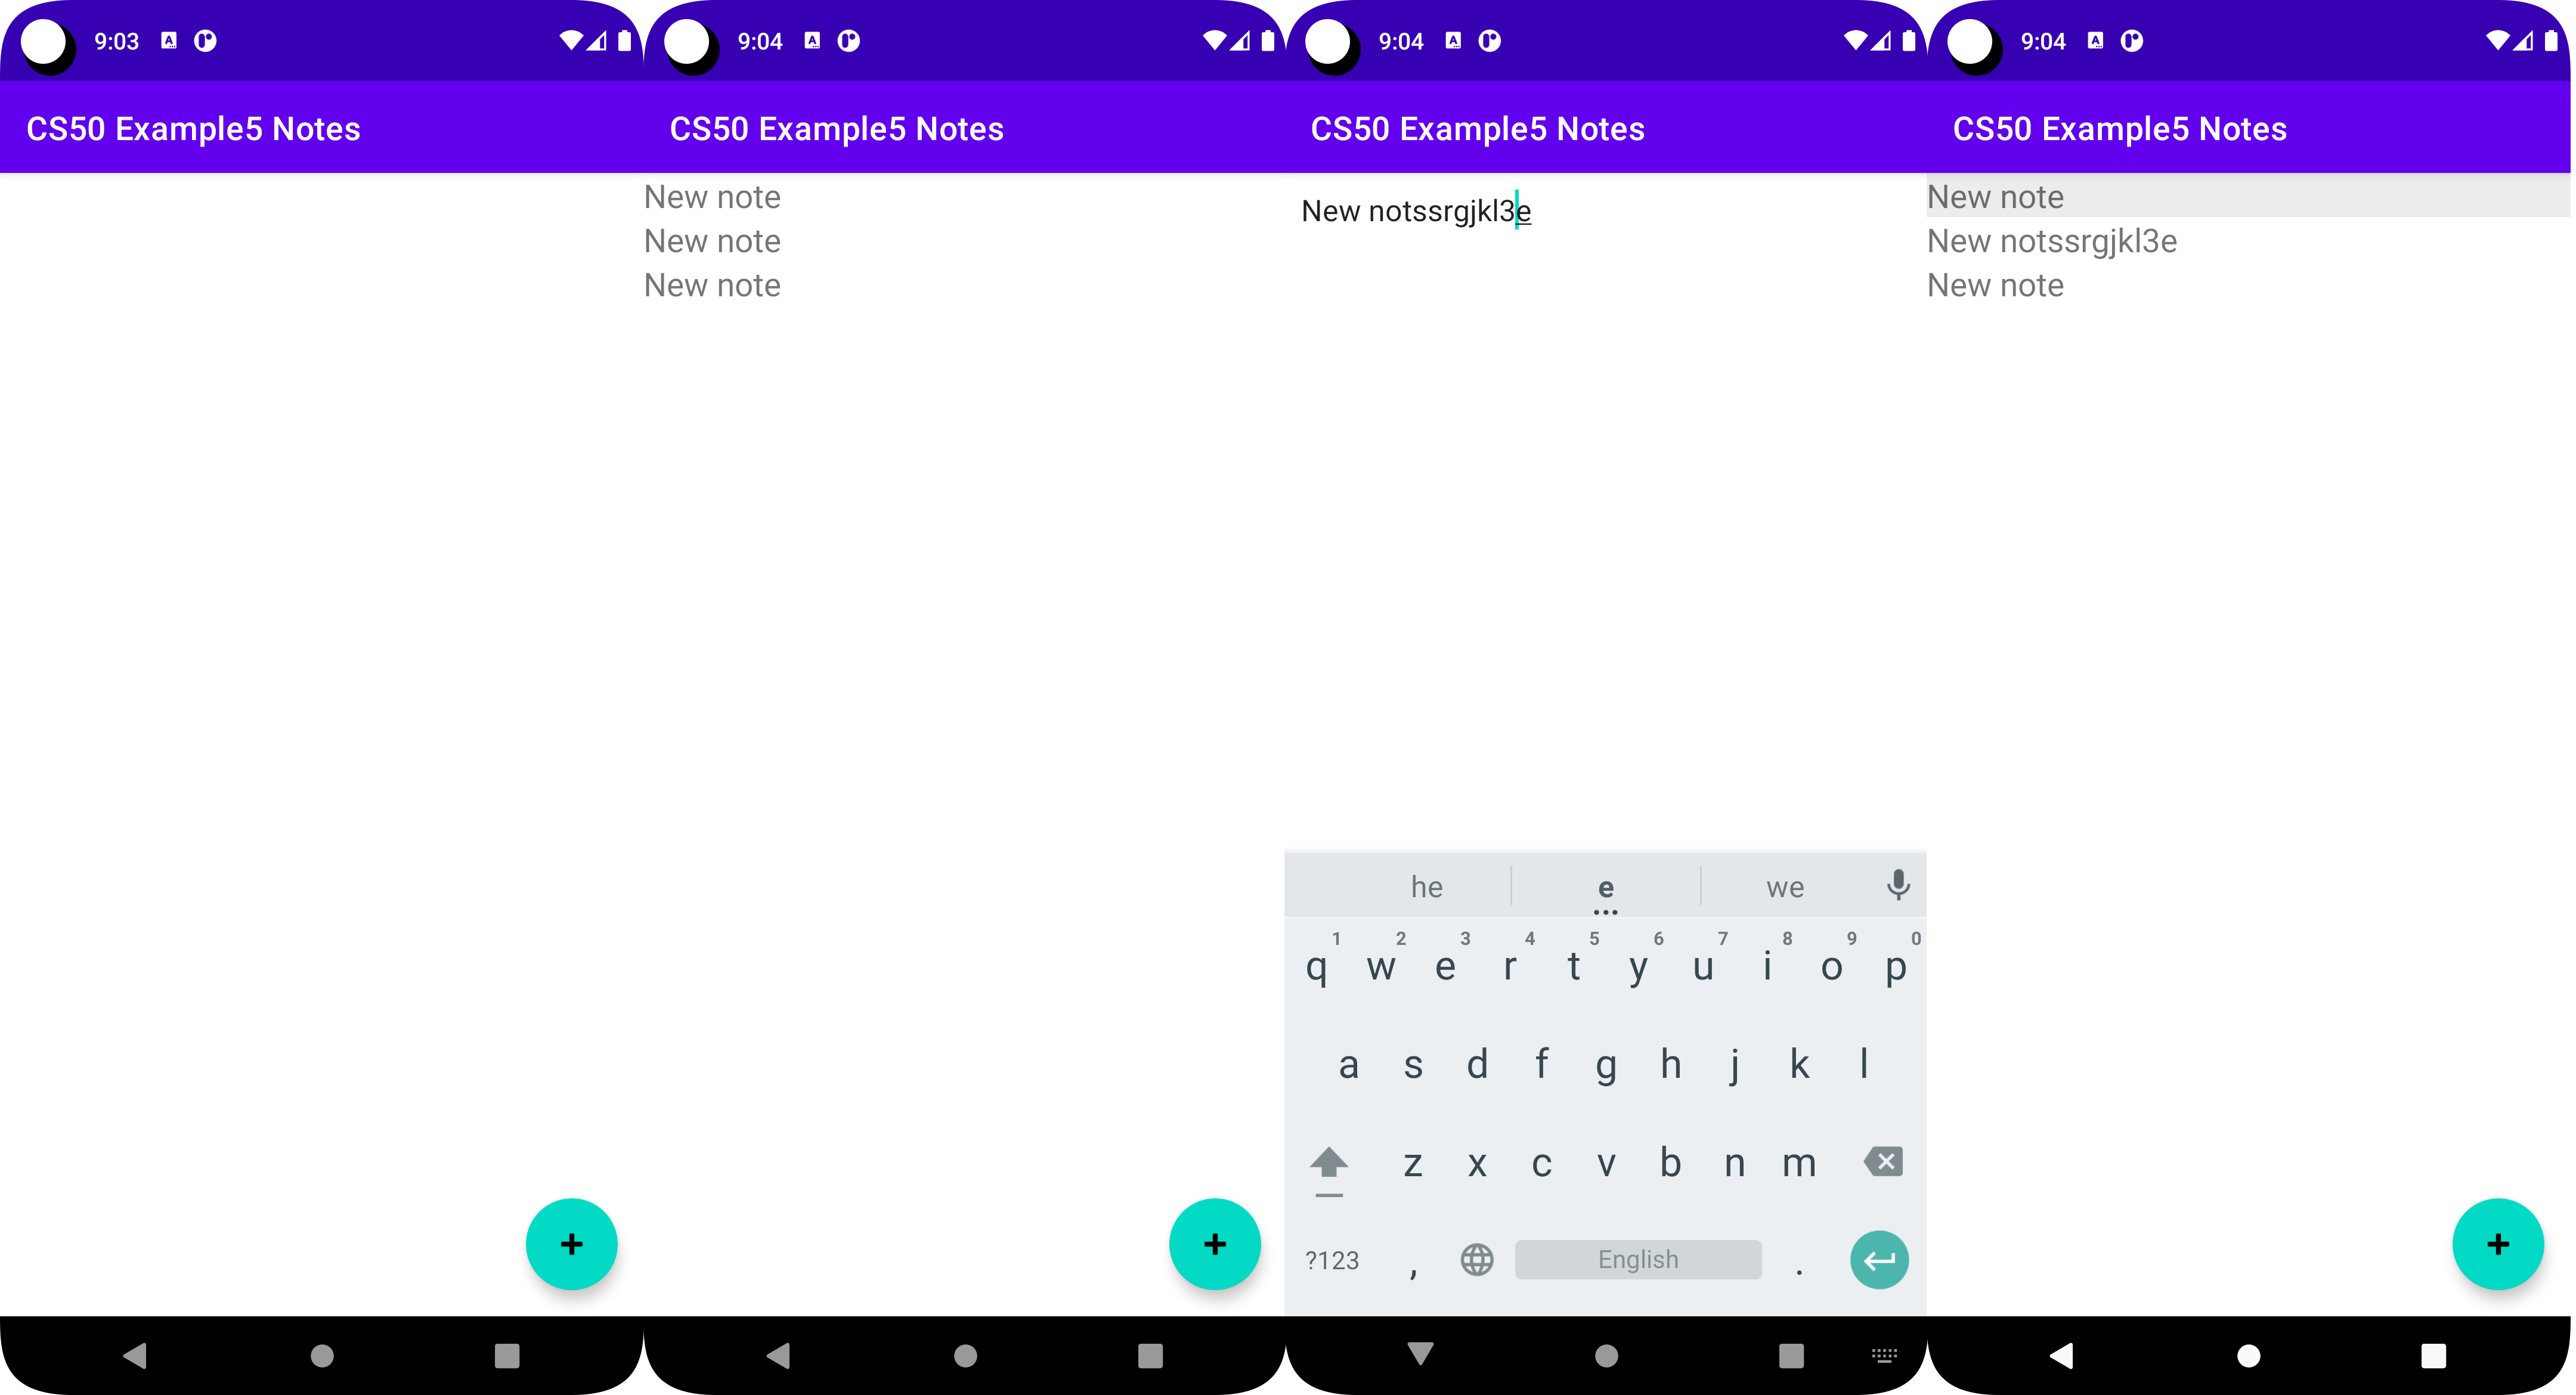 9:03
CS50 Example5 Notes
9:04
CS50 Example5 Notes
New note
New note
New note
9:04
CS50 Example5 Notes
New notssrgjkl3e
he e we
1 2 3 4 5 6 7 8 9 0
q w e r t y u i o p
a s d f g h j k l
z x c v b n m
?123 , English .
9:04
CS50 Example5 Notes
New note
New notssrgjkl3e
New note